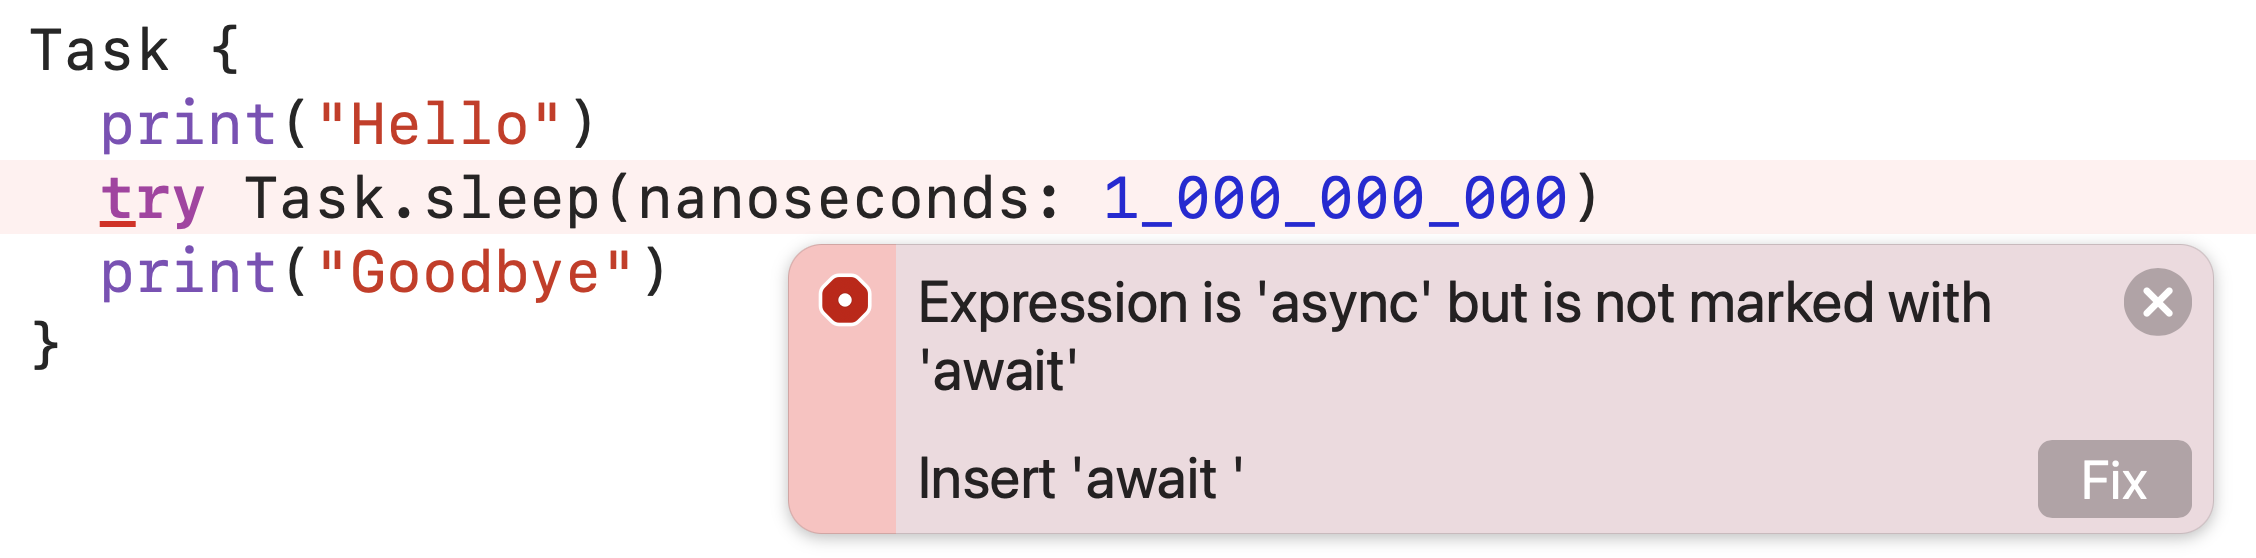 Task {
  print("Hello")
  try Task.sleep(nanoseconds: 1_000_000_000)
  print("Goodbye")
}
Expression is 'async' but is not marked with
'await'
Insert 'await '
Fix